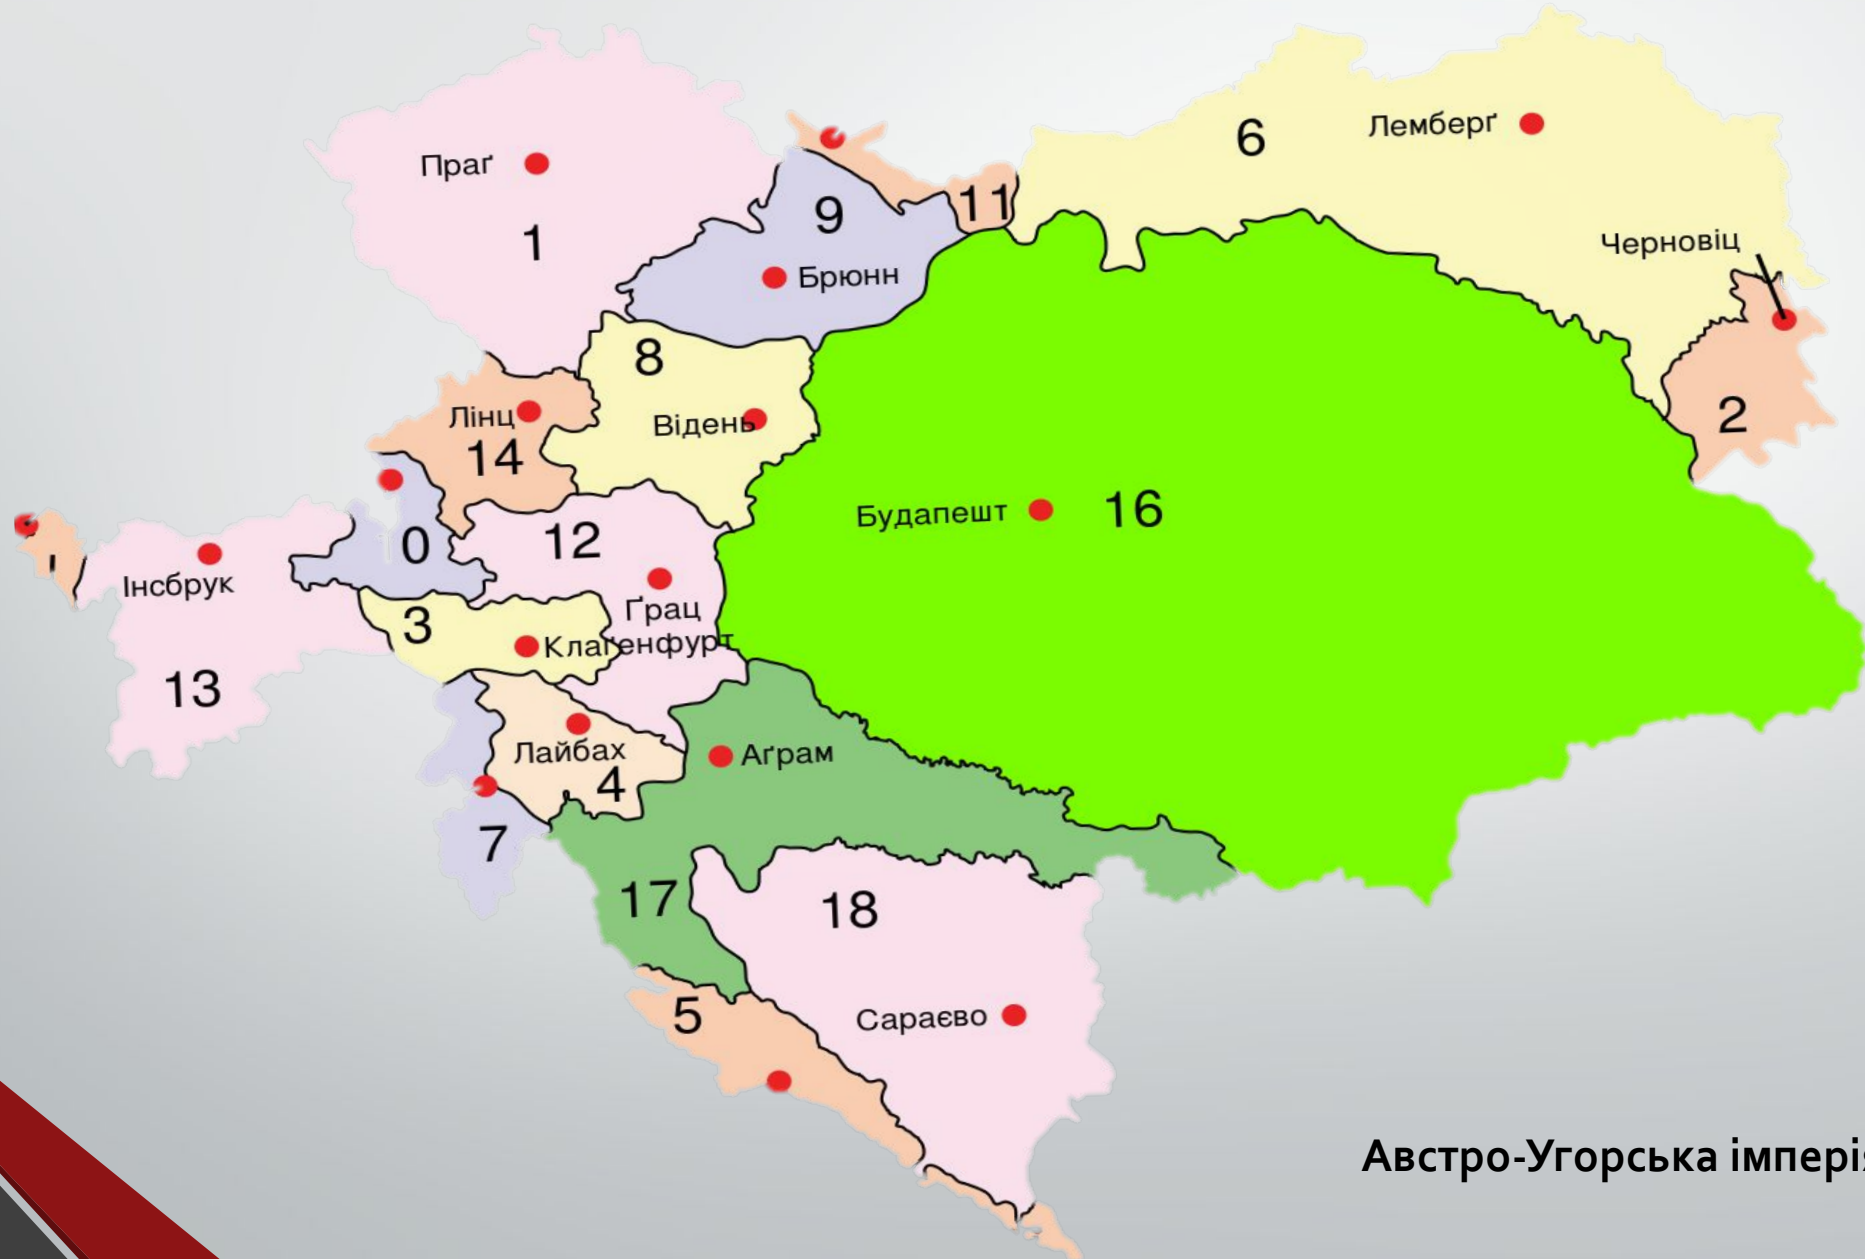 6
Лемберґ
Праґ
11
9
1
Черновіц
Брюнн
8
2
Лінц
Відень
14
Будапешт
16
0
12
Інсбрук
3
Ґрац
Клаґенфурт
13
Лайбах
4
Аґрам
7
17
18
5
Сараєво
Австро-Угорська імперія